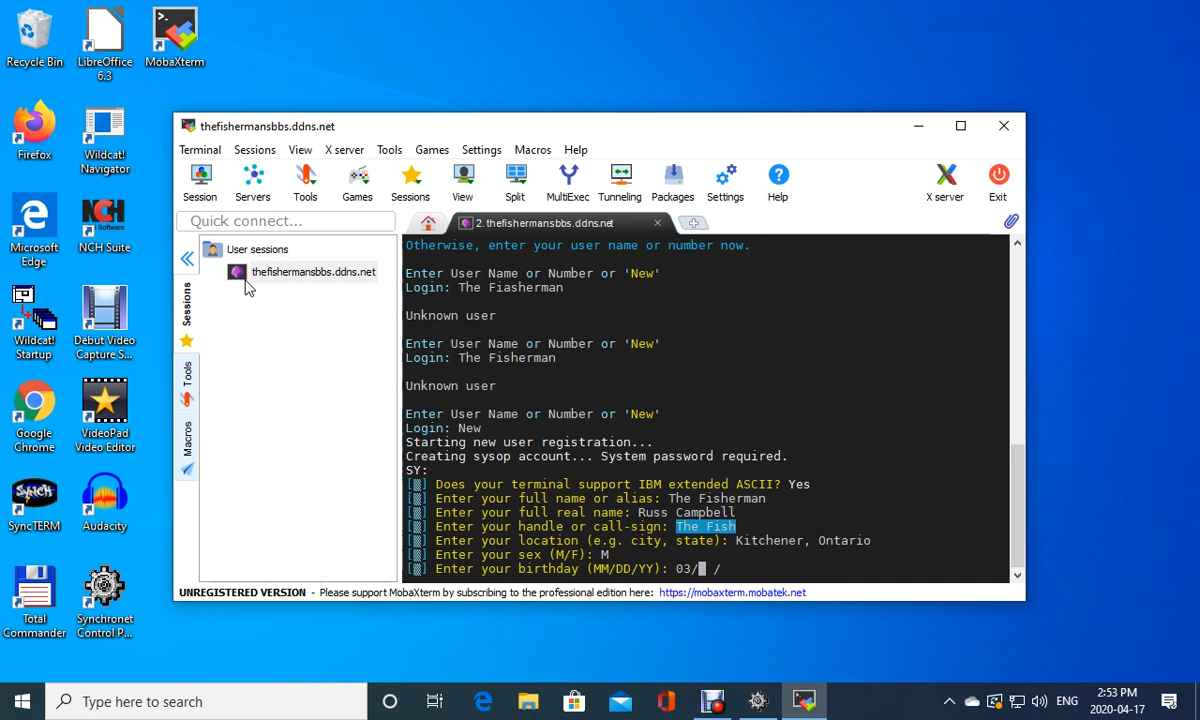 Recycle Bin
LibreOffice 6.3
MobaXterm
Firefox
Wildcat! Navigator
Microsoft Edge
NCH Suite
Wildcat! Startup
Debut Video Capture S...
Google Chrome
VideoPad Video Editor
SyncTERM
Audacity
Total Commander
Synchronet Control P...
thefishermansbbs.ddns.net
Terminal Sessions View X server Tools Games Settings Macros Help
Session Servers Tools Games Sessions View Split MultiExec Tunneling Packages Settings Help X server Exit
Quick connect...
2. thefishermansbbs.ddns.net
User sessions
thefishermansbbs.ddns.net
Sessions
Tools
Macros
Otherwise, enter your user name or number now.
Enter User Name or Number or 'New'
Login: The Fiasherman
Unknown user
Enter User Name or Number or 'New'
Login: The Fisherman
Unknown user
Enter User Name or Number or 'New'
Login: New
Starting new user registration...
Creating sysop account... System password required.
SY:
[▒] Does your terminal support IBM extended ASCII? Yes
[▒] Enter your full name or alias: The Fisherman
[▒] Enter your full real name: Russ Campbell
[▒] Enter your handle or call-sign: The Fish
[▒] Enter your location (e.g. city, state): Kitchener, Ontario
[▒] Enter your sex (M/F): M
[▒] Enter your birthday (MM/DD/YY): 03/  /
UNREGISTERED VERSION - Please support MobaXterm by subscribing to the professional edition here: https://mobaxterm.mobatek.net
Type here to search
ENG
2:53 PM
2020-04-17